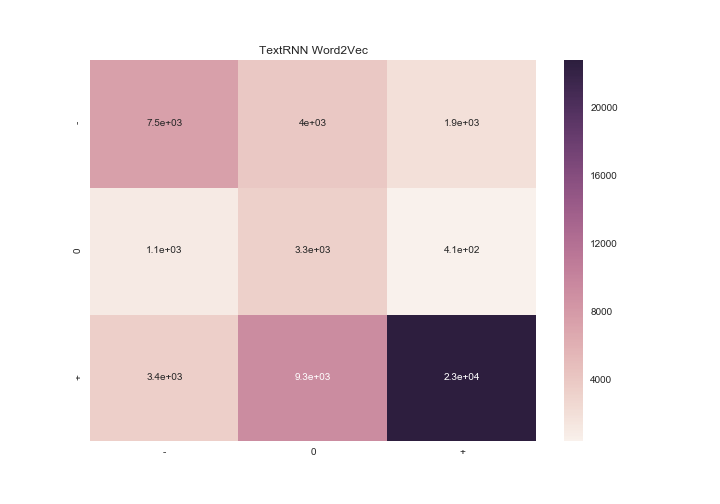 TextRNN Word2Vec
- 7.5e+03 4e+03 1.9e+03
0 1.1e+03 3.3e+03 4.1e+02
+ 3.4e+03 9.3e+03 2.3e+04
- 0 +
20000
16000
12000
8000
4000